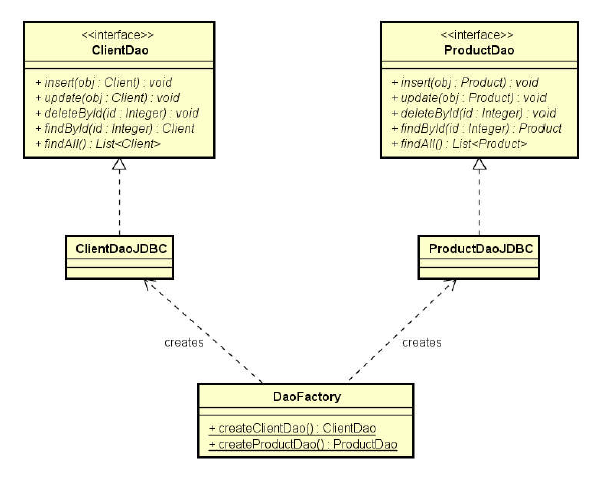 <<interface>>
ClientDao
+ insert(obj : Client) : void
+ update(obj : Client) : void
+ deleteById(id : Integer) : void
+ findById(id : Integer) : Client
+ findAll() : List<Client>
<<interface>>
ProductDao
+ insert(obj : Product) : void
+ update(obj : Product) : void
+ deleteById(id : Integer) : void
+ findById(id : Integer) : Product
+ findAll() : List<Product>
ClientDaoJDBC
ProductDaoJDBC
creates
creates
DaoFactory
+ createClientDao() : ClientDao
+ createProductDao() : ProductDao